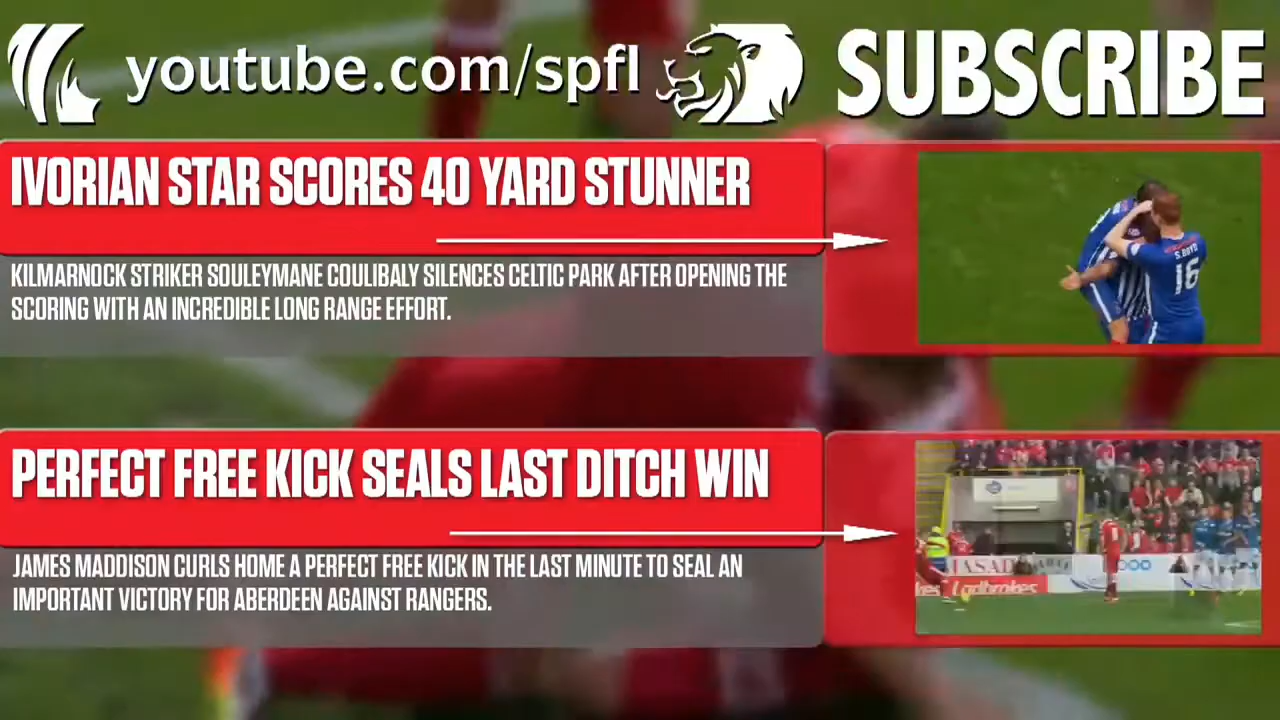 youtube.com/spfl
SUBSCRIBE
IVORIAN STAR SCORES 40 YARD STUNNER
KILMARNOCK STRIKER SOULEYMANE COULIBALY SILENCES CELTIC PARK AFTER OPENING THE
SCORING WITH AN INCREDIBLE LONG RANGE EFFORT.
S.BOYD
16
PERFECT FREE KICK SEALS LAST DITCH WIN
JAMES MADDISON CURLS HOME A PERFECT FREE KICK IN THE LAST MINUTE TO SEAL AN
IMPORTANT VICTORY FOR ABERDEEN AGAINST RANGERS.
Ladbrokes